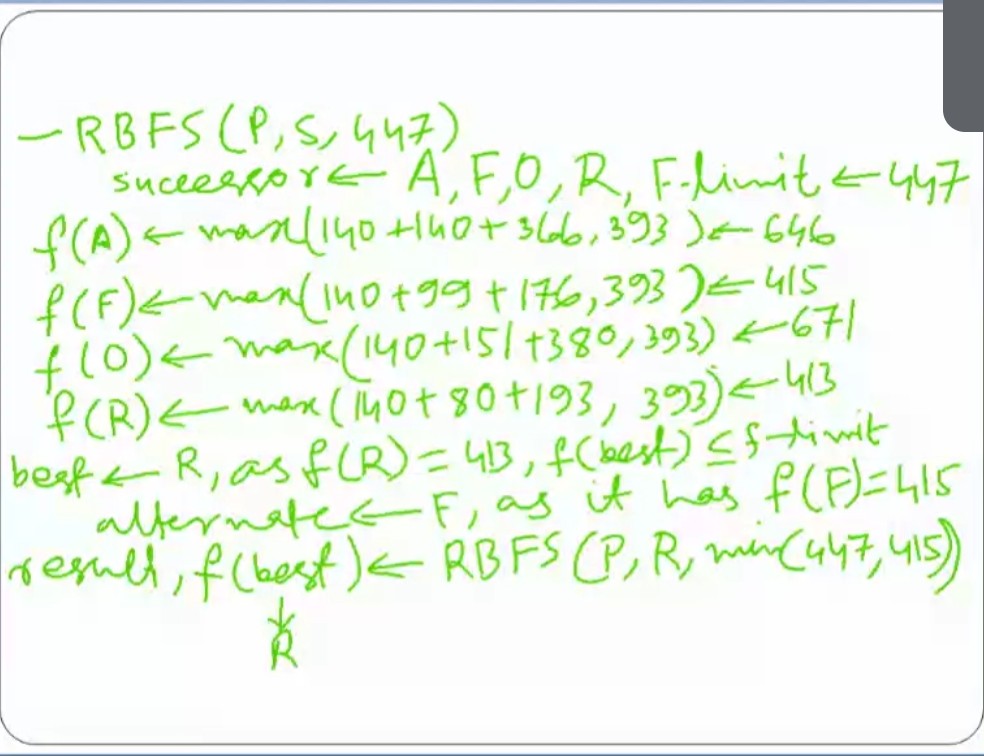 — RBFS (P, S, 447)
successor ← A, F, O, R, F-limit ← 447
f(A) ← max(140 + 140 + 366, 393) ← 646
f(F) ← max(140 + 99 + 176, 393) ← 415
f(O) ← max(140 + 151 + 380, 393) ← 671
f(R) ← max(140 + 80 + 193, 393) ← 413
best ← R, as f(R) = 413, f(best) ≤ f-limit
alternate ← F, as it has f(F) = 415
result, f(best) ← RBFS (P, R, min(447, 415))
↓
R